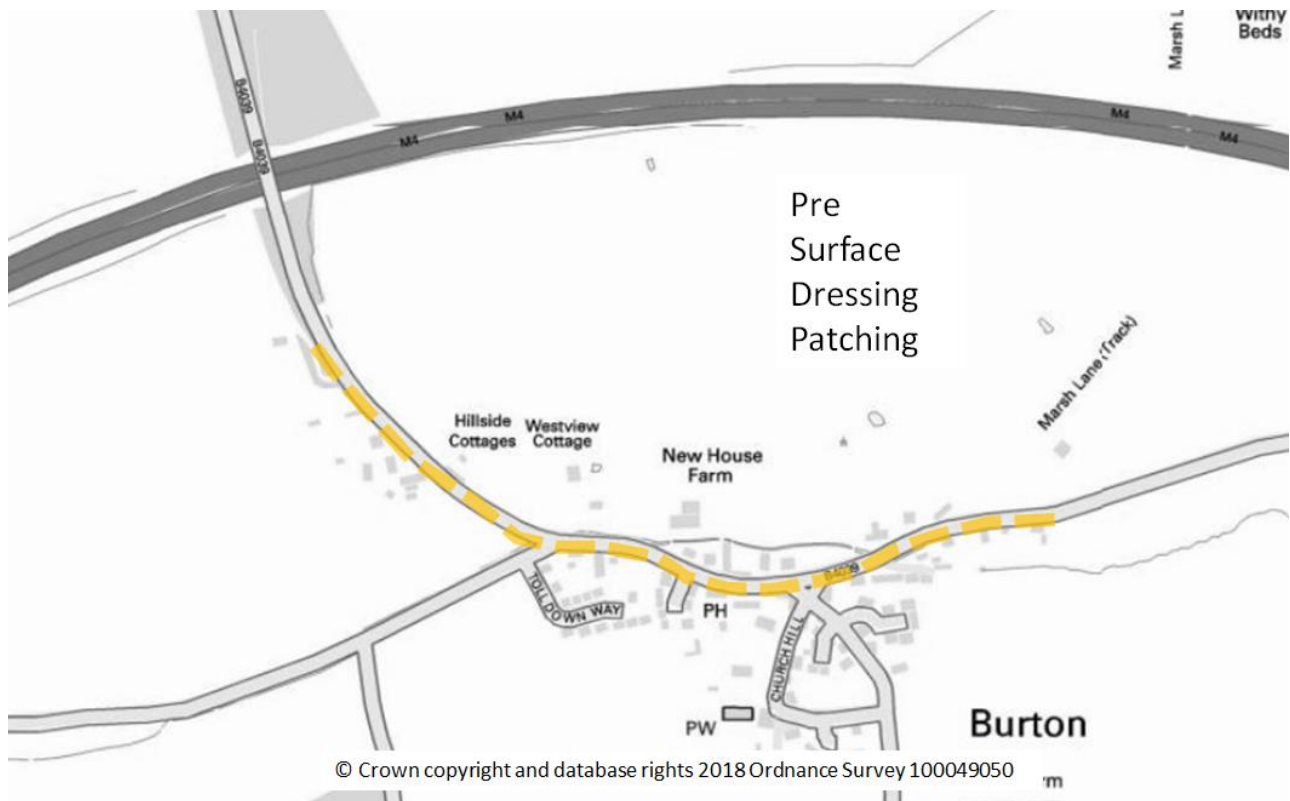 Withy
Beds
Marsh L
B4039
B4039
M4
M4
M4
M4
Pre
Surface
Dressing
Patching
Marsh Lane (Track)
Hillside
Cottages
Westview
Cottage
New House
Farm
B4039
TOLL DOWN WAY
PH
CHURCH HILL
PW
Burton
© Crown copyright and database rights 2018 Ordnance Survey 100049050
rm